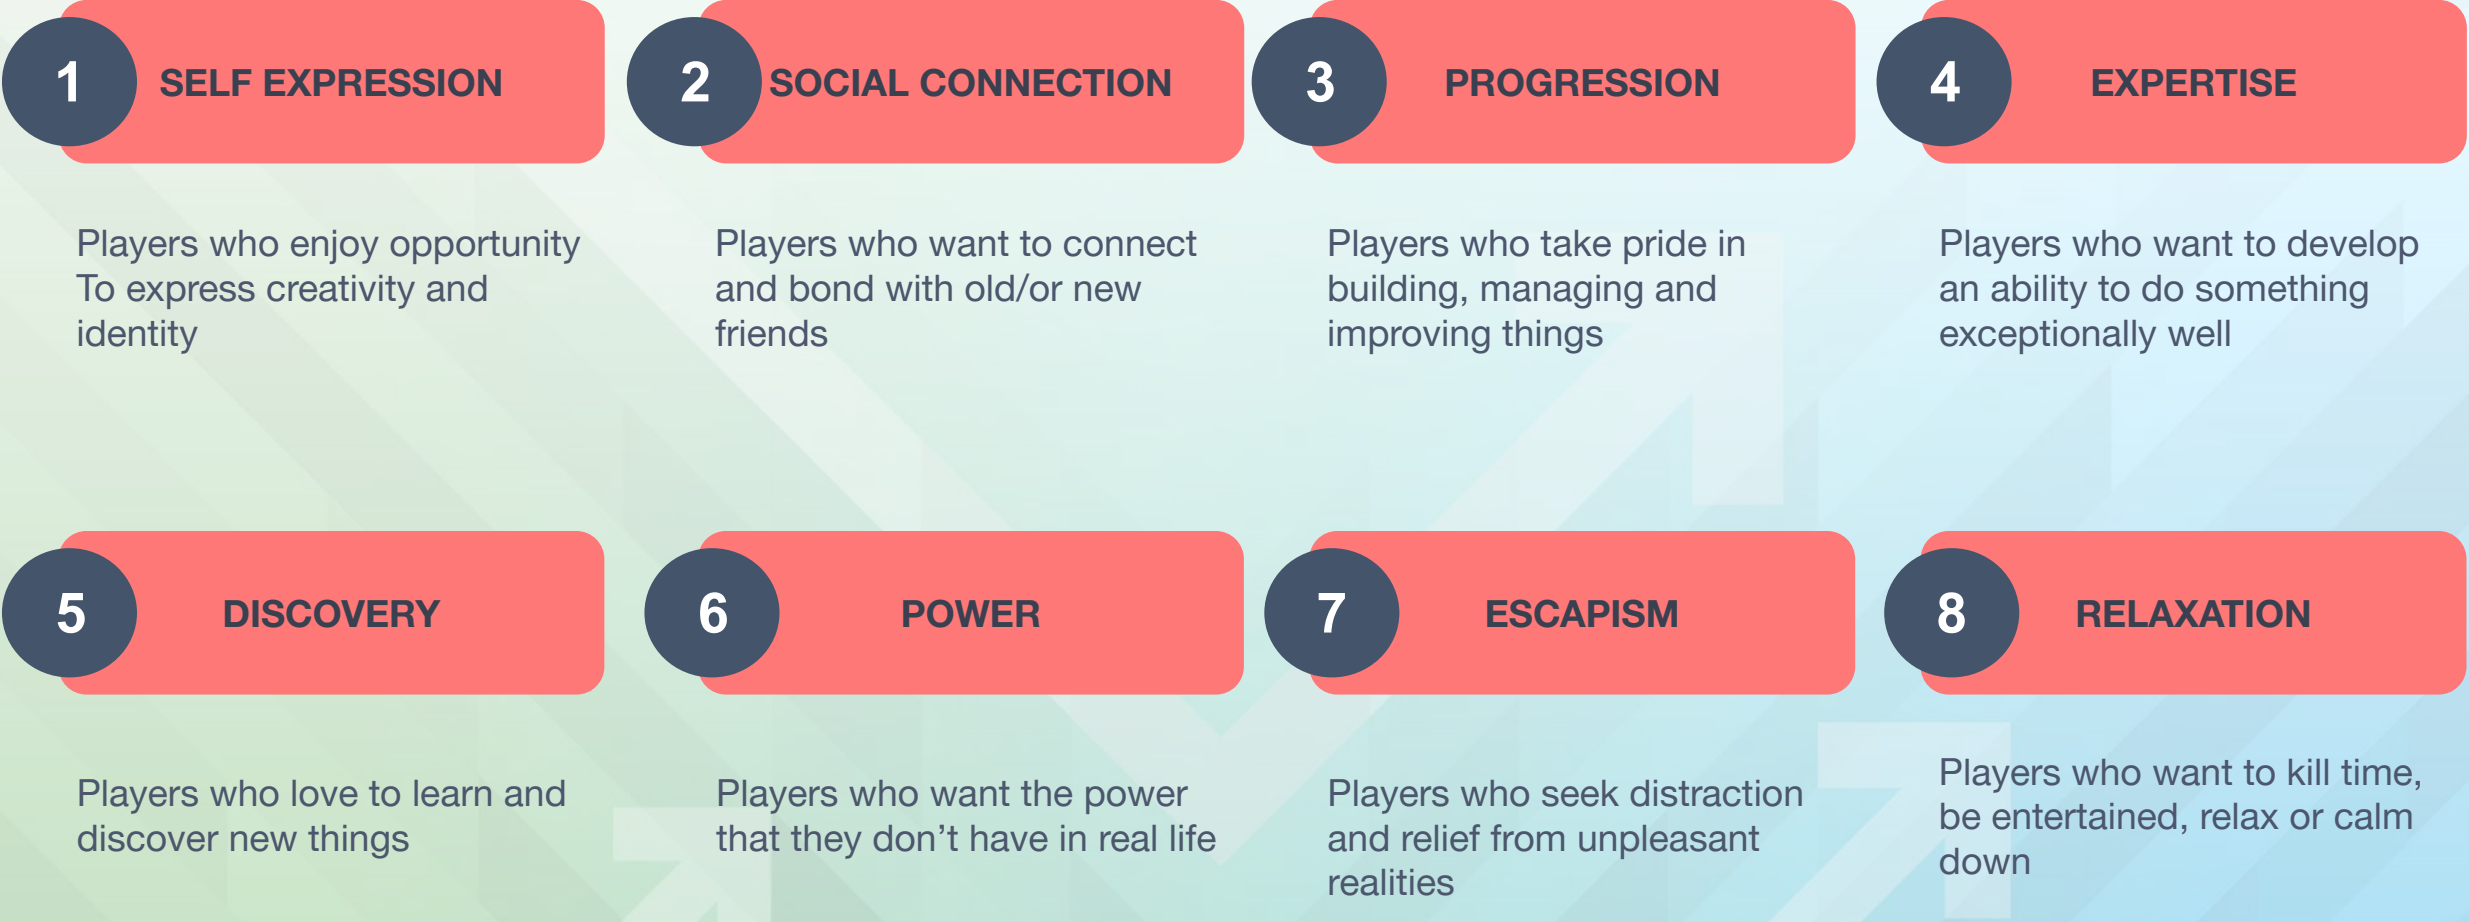 1
SELF EXPRESSION
Players who enjoy opportunity
To express creativity and
identity
2
SOCIAL CONNECTION
Players who want to connect
and bond with old/or new
friends
3
PROGRESSION
Players who take pride in
building, managing and
improving things
4
EXPERTISE
Players who want to develop
an ability to do something
exceptionally well
5
DISCOVERY
Players who love to learn and
discover new things
6
POWER
Players who want the power
that they don’t have in real life
7
ESCAPISM
Players who seek distraction
and relief from unpleasant
realities
8
RELAXATION
Players who want to kill time,
be entertained, relax or calm
down